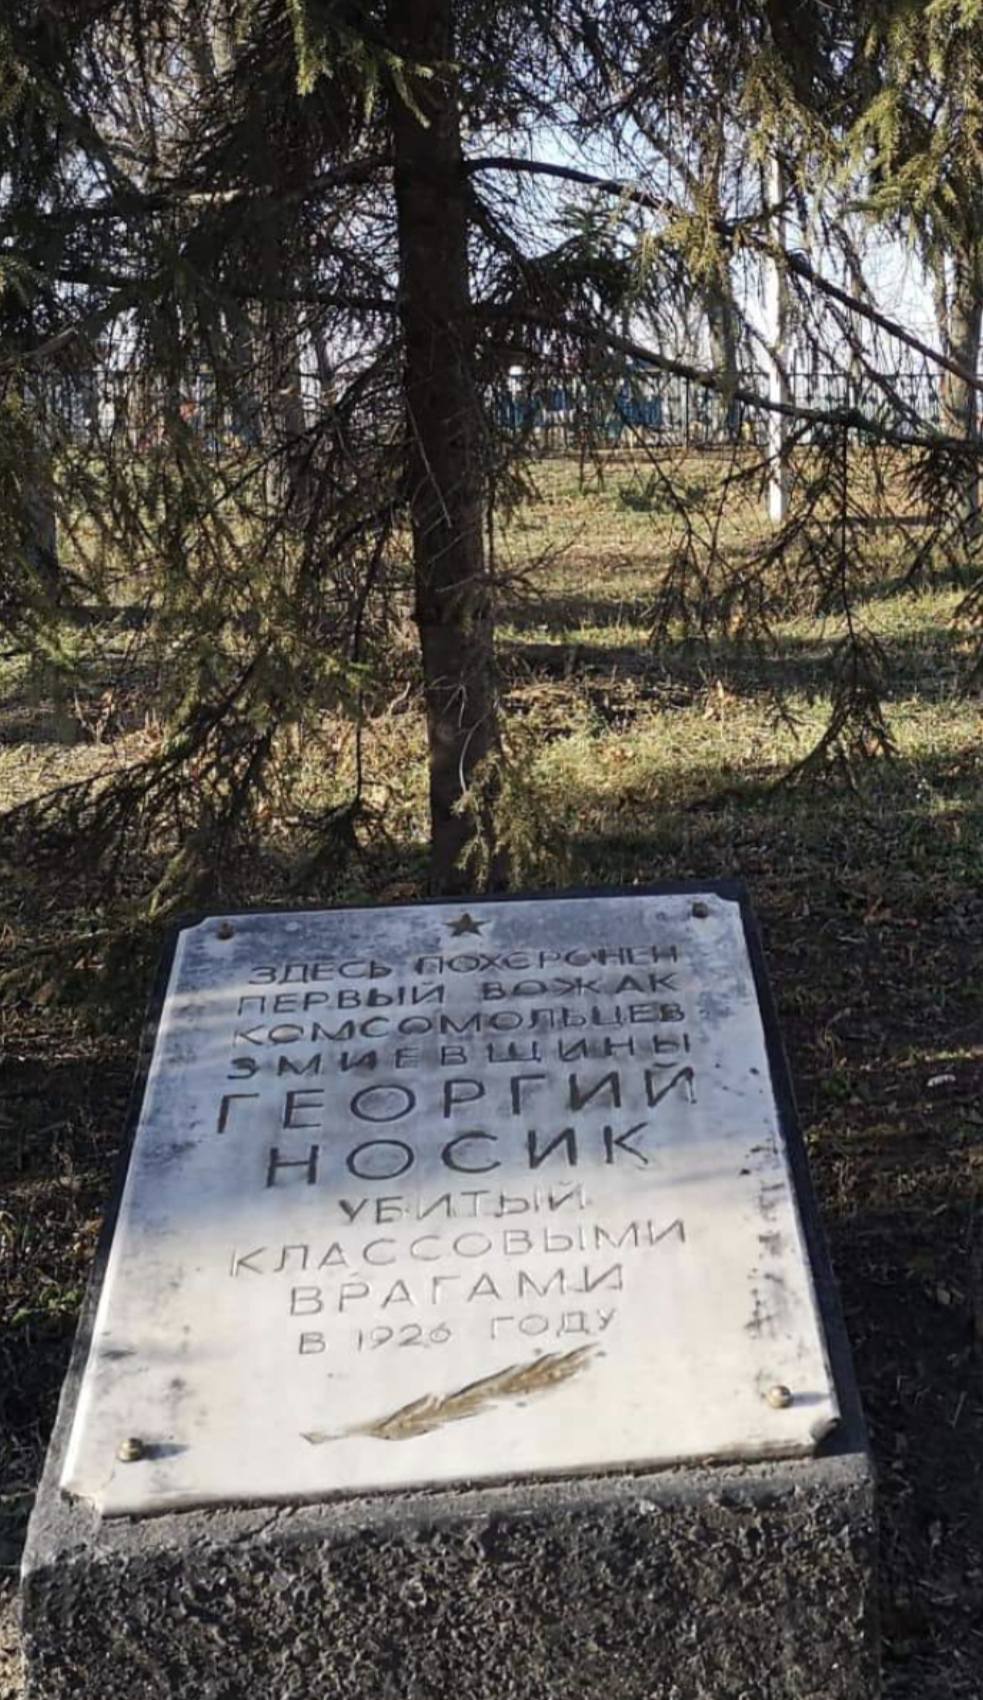 ЗДЕСЬ ПОХОРОНЕН
ПЕРВЫЙ ВОЖАК
КОМСОМОЛЬЦЕВ
ЗМИЕВЩИНЫ
ГЕОРГИЙ
НОСИК
УБИТЫЙ
КЛАССОВЫМИ
ВРАГАМИ
В 1926 ГОДУ